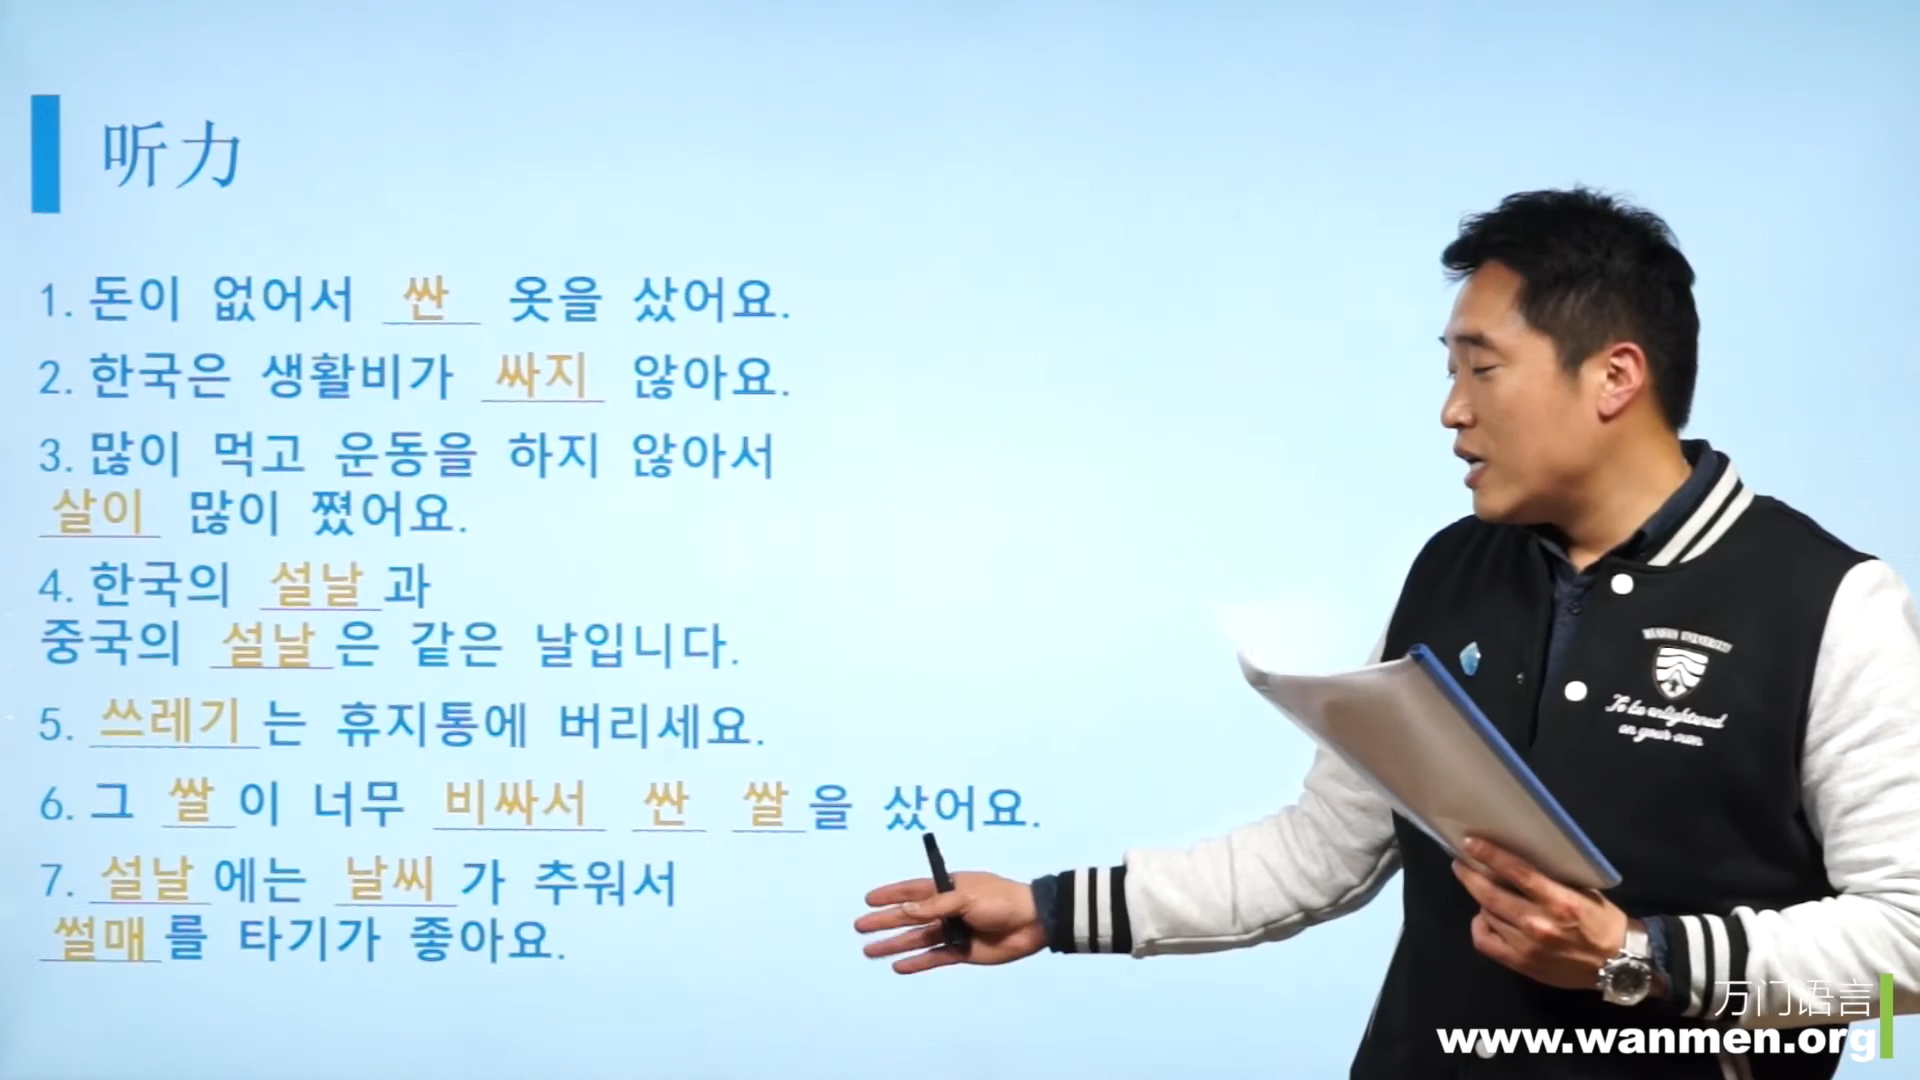 听力
1. 돈이 없어서 싼 옷을 샀어요.
2. 한국은 생활비가 싸지 않아요.
3. 많이 먹고 운동을 하지 않아서
살이 많이 쪘어요.
4. 한국의 설날과
중국의 설날은 같은 날입니다.
5. 쓰레기는 휴지통에 버리세요.
6. 그 쌀이 너무 비싸서 싼 쌀을 샀어요.
7. 설날에는 날씨가 추워서
썰매를 타기가 좋아요.
To be enlightened
on your own
万门语言
www.wanmen.org